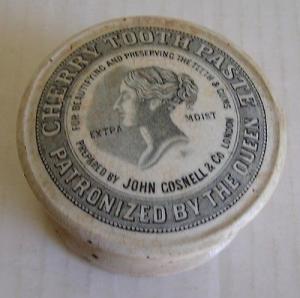 CHERRY TOOTH PASTE
FOR BEAUTIFYING AND PRESERVING THE TEETH & GUMS
EXTRA MOIST
PREPARED BY JOHN GOSNELL & CO LONDON
PATRONIZED BY THE QUEEN